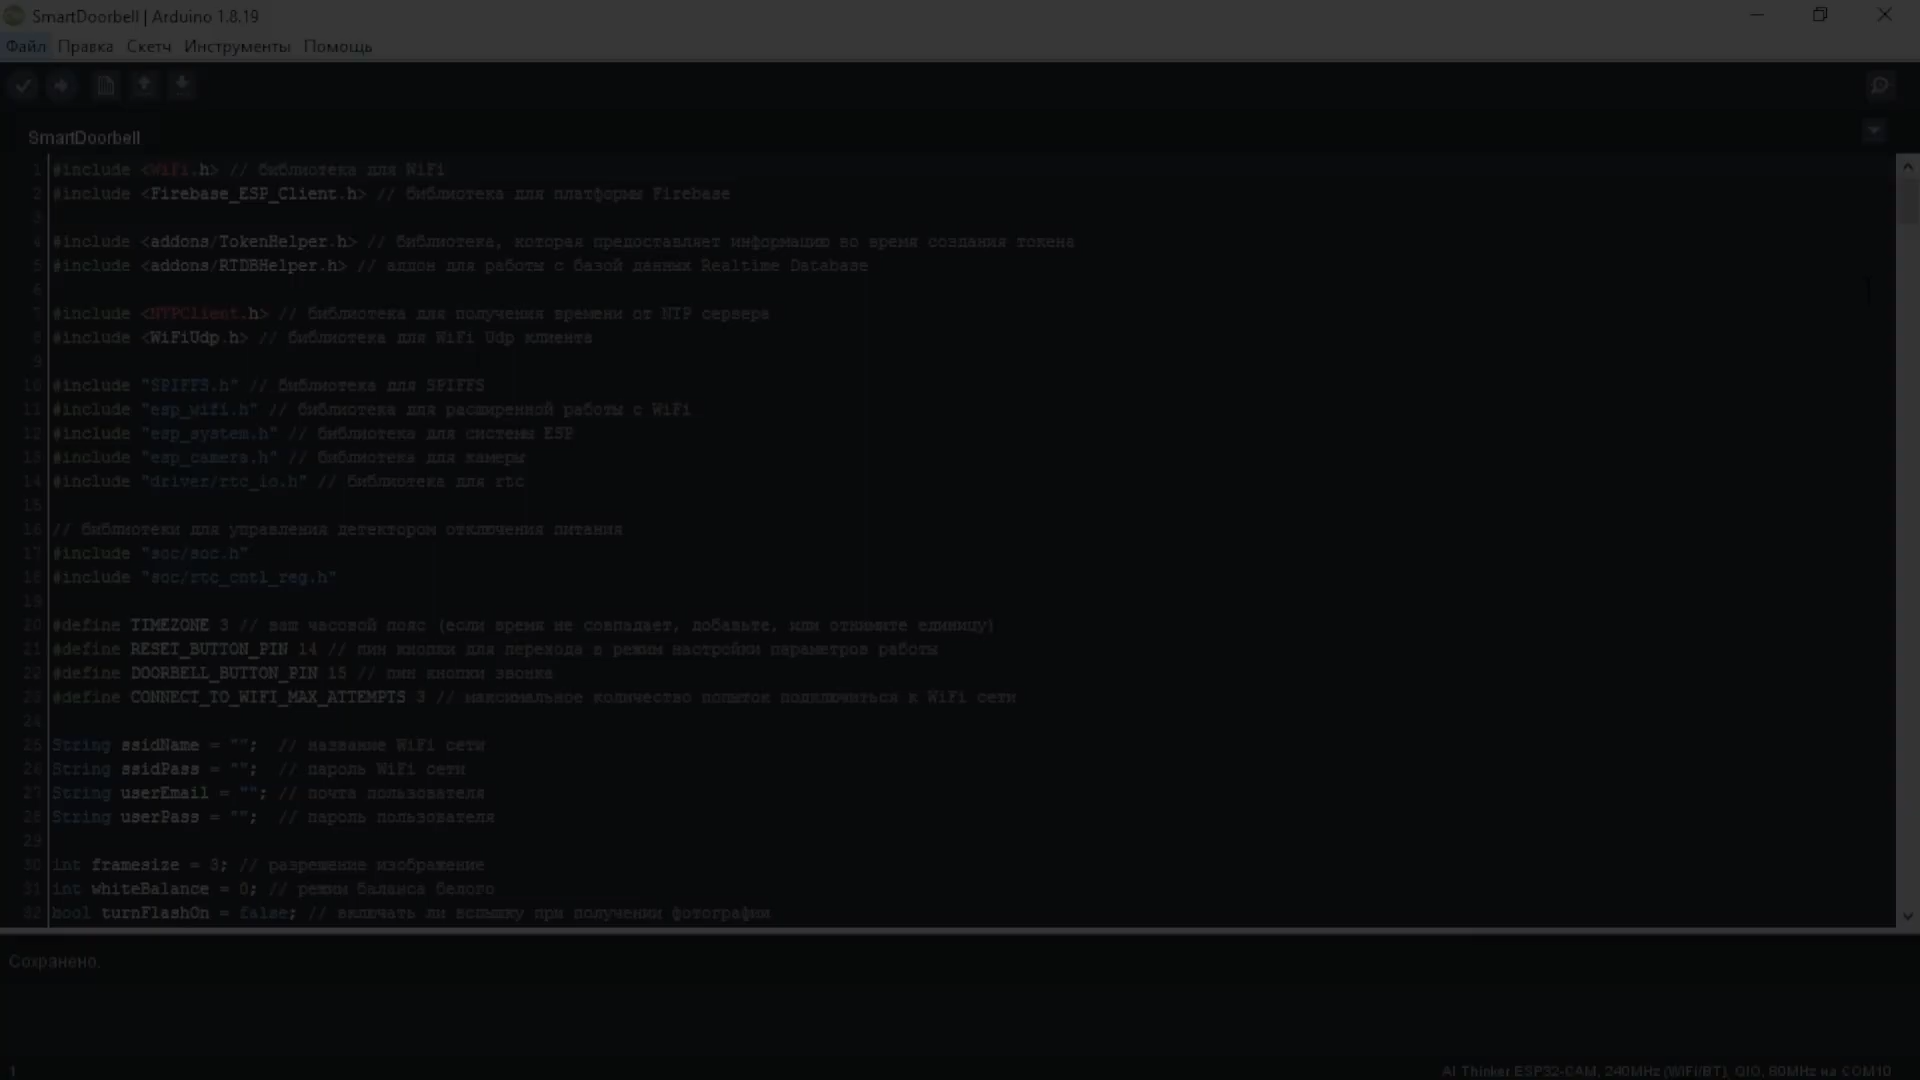 SmartDoorbell | Arduino 1.8.19
Файл Правка Скетч Инструменты Помощь
SmartDoorbell
1 #include <WiFi.h> // библиотека для WiFi
2 #include <Firebase_ESP_Client.h> // библиотека для платформы Firebase
3
4 #include <addons/TokenHelper.h> // библиотека, которая предоставляет информацию во время создания токена
5 #include <addons/RTDBHelper.h> // аддон для работы с базой данных Realtime Database
6
7 #include <NTPClient.h> // библиотека для получения времени от NTP сервера
8 #include <WiFiUdp.h> // библиотека для WiFi Udp клиента
9
10 #include "SPIFFS.h" // библиотека для SPIFFS
11 #include "esp_wifi.h" // библиотека для расширенной работы с WiFi
12 #include "esp_system.h" // библиотека для системы ESP
13 #include "esp_camera.h" // библиотека для камеры
14 #include "driver/rtc_io.h" // библиотека для rtc
15
16 // библиотеки для управления детектором отключения питания
17 #include "soc/soc.h"
18 #include "soc/rtc_cntl_reg.h"
19
20 #define TIMEZONE 3 // ваш часовой пояс (если время не совпадает, добавьте, или отнимите единицу)
21 #define RESET_BUTTON_PIN 14 // пин кнопки для перехода в режим настройки параметров работы
22 #define DOORBELL_BUTTON_PIN 15 // пин кнопки звонка
23 #define CONNECT_TO_WIFI_MAX_ATTEMPTS 3 // максимальное количество попыток подключиться к WiFi сети
24
25 String ssidName = ""; // название WiFi сети
26 String ssidPass = ""; // пароль WiFi сети
27 String userEmail = ""; // почта пользователя
28 String userPass = ""; // пароль пользователя
29
30 int framesize = 3; // разрешение изображение
31 int whiteBalance = 0; // режим баланса белого
32 bool turnFlashOn = false; // включать ли вспышку при получении фотографии
Сохранено.
1 AI Thinker ESP32-CAM, 240MHz (WiFi/BT), QIO, 80MHz на COM10